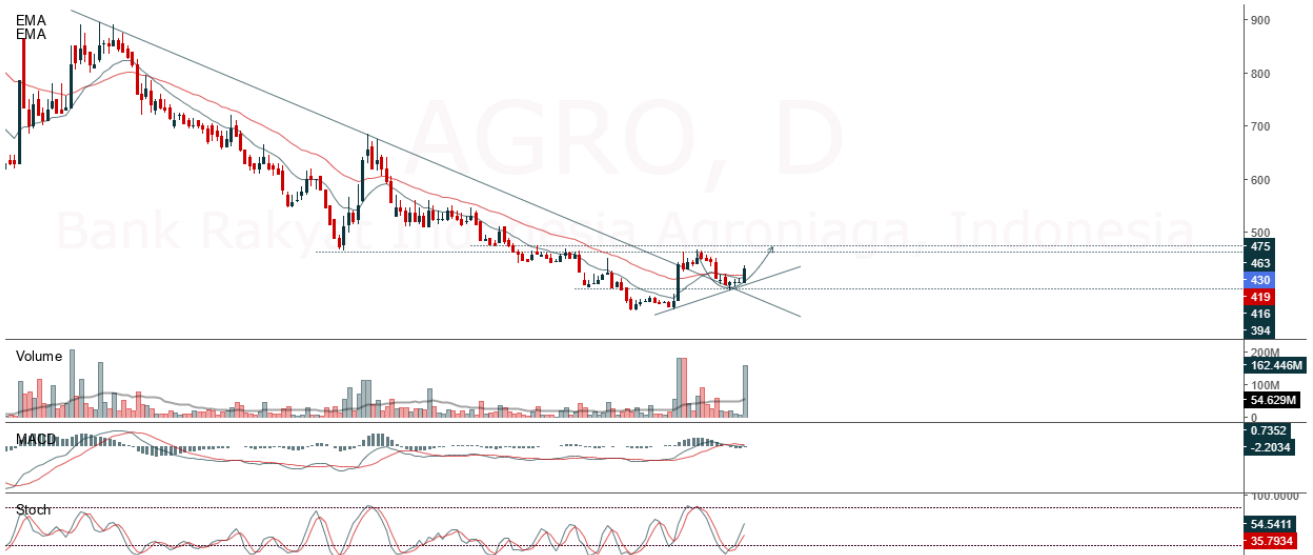 EMA
EMA
AGRO, D
Bank Rakyat Indonesia Agroniaga, Indonesia
900
800
700
600
500
475
463
430
419
416
394
Volume
200M
162.446M
100M
54.629M
0
MACD
0.7352
-2.2034
Stoch
100.0000
54.5411
35.7934